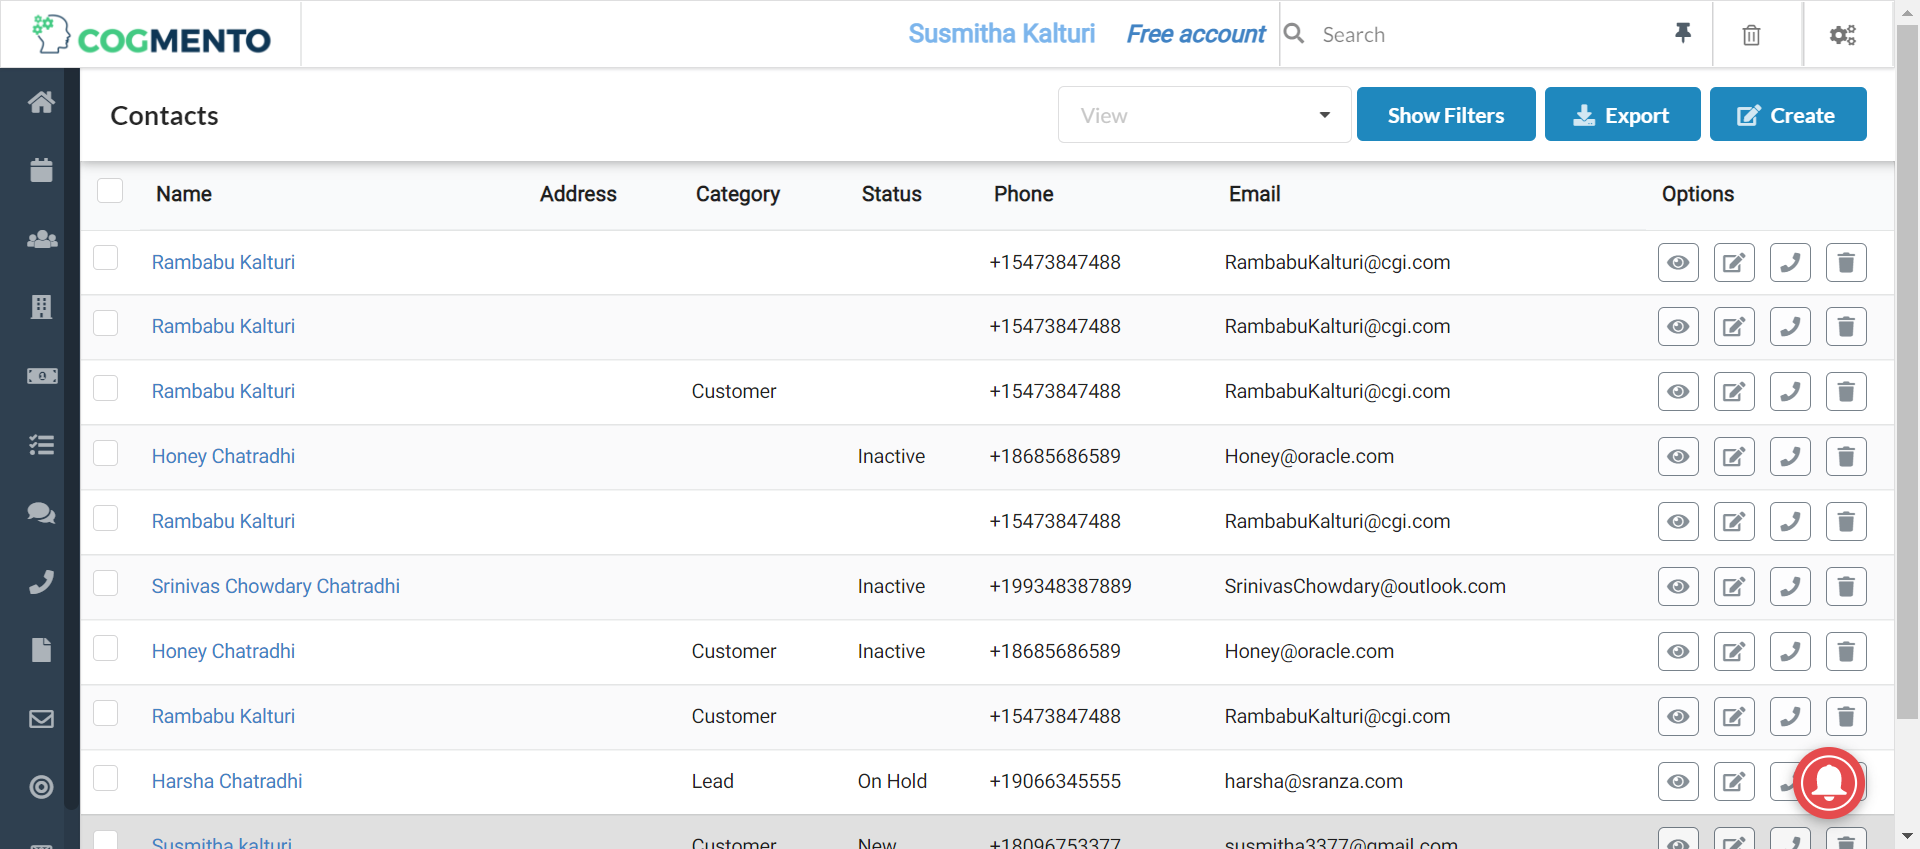 COGMENTO Susmitha Kalturi Free account Search
Contacts View Show Filters Export Create
Name Address Category Status Phone Email Options
Rambabu Kalturi +15473847488 RambabuKalturi@cgi.com
Rambabu Kalturi +15473847488 RambabuKalturi@cgi.com
Rambabu Kalturi Customer +15473847488 RambabuKalturi@cgi.com
Honey Chatradhi Inactive +18685686589 Honey@oracle.com
Rambabu Kalturi +15473847488 RambabuKalturi@cgi.com
Srinivas Chowdary Chatradhi Inactive +199348387889 SrinivasChowdary@outlook.com
Honey Chatradhi Customer Inactive +18685686589 Honey@oracle.com
Rambabu Kalturi Customer +15473847488 RambabuKalturi@cgi.com
Harsha Chatradhi Lead On Hold +19066345555 harsha@sranza.com
Susmitha kalturi Customer New +18096753377 susmitha3377@gmail.com